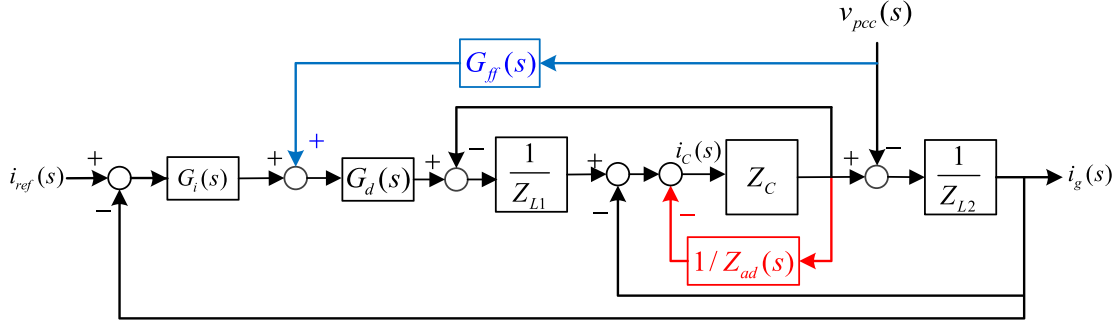 v_pcc(s)
G_ff(s)
+
−
−
+ + + − + i_C(s) + −
i_ref(s) G_i(s) G_d(s) 1/Z_L1 Z_C 1/Z_L2 i_g(s)
− − −
1/Z_ad(s)